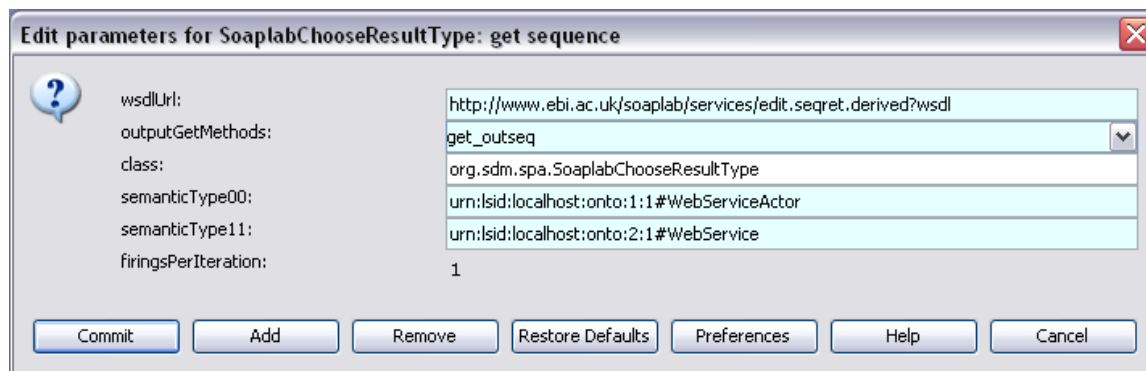 Edit parameters for SoaplabChooseResultType: get sequence
wsdlUrl: http://www.ebi.ac.uk/soaplab/services/edit.seqret.derived?wsdl
outputGetMethods: get_outseq
class: org.sdm.spa.SoaplabChooseResultType
semanticType00: urn:lsid:localhost:onto:1:1#WebServiceActor
semanticType11: urn:lsid:localhost:onto:2:1#WebService
firingsPerIteration: 1
Commit Add Remove Restore Defaults Preferences Help Cancel